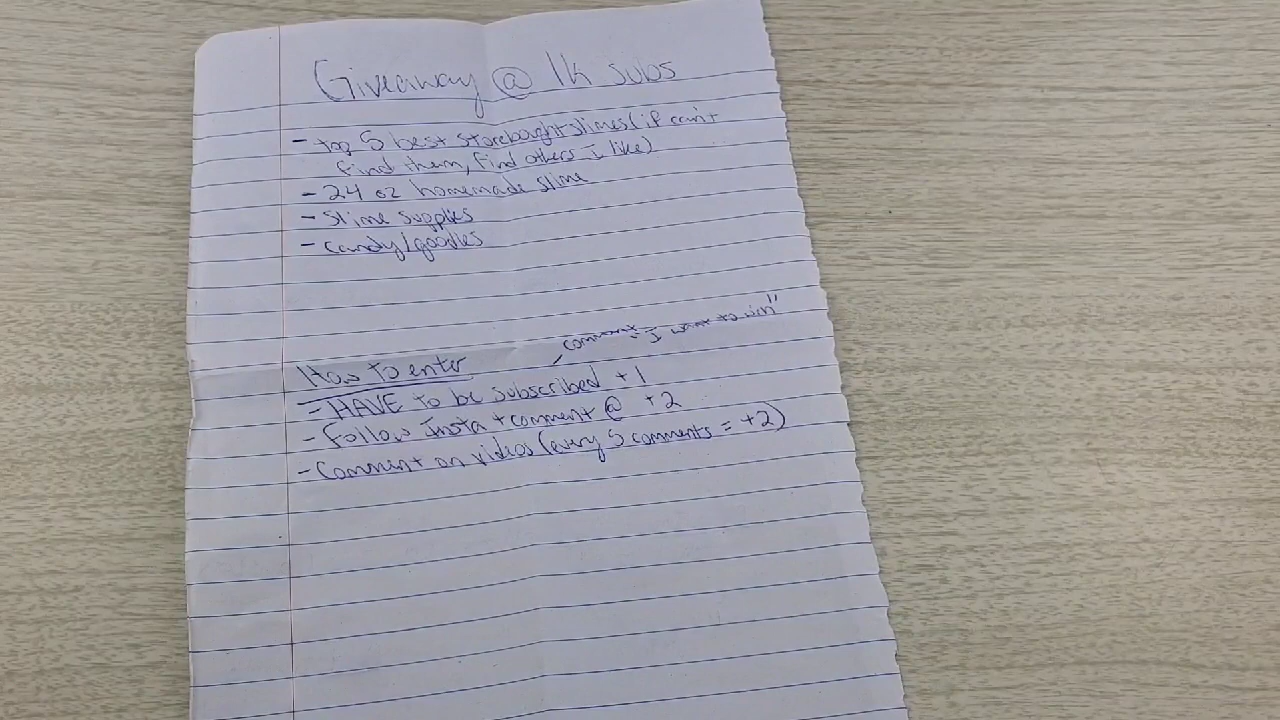 Giveaway @ 1k subs
- top 5 best storebought slimes (if can't
find them, find others I like)
- 24 oz homemade slime
- Slime supplies
- candy/goodies
comment "I want to win"
How to enter
- HAVE to be subscribed +1
- Follow Insta + comment @ +2
- Comment on videos (every 5 comments = +2)